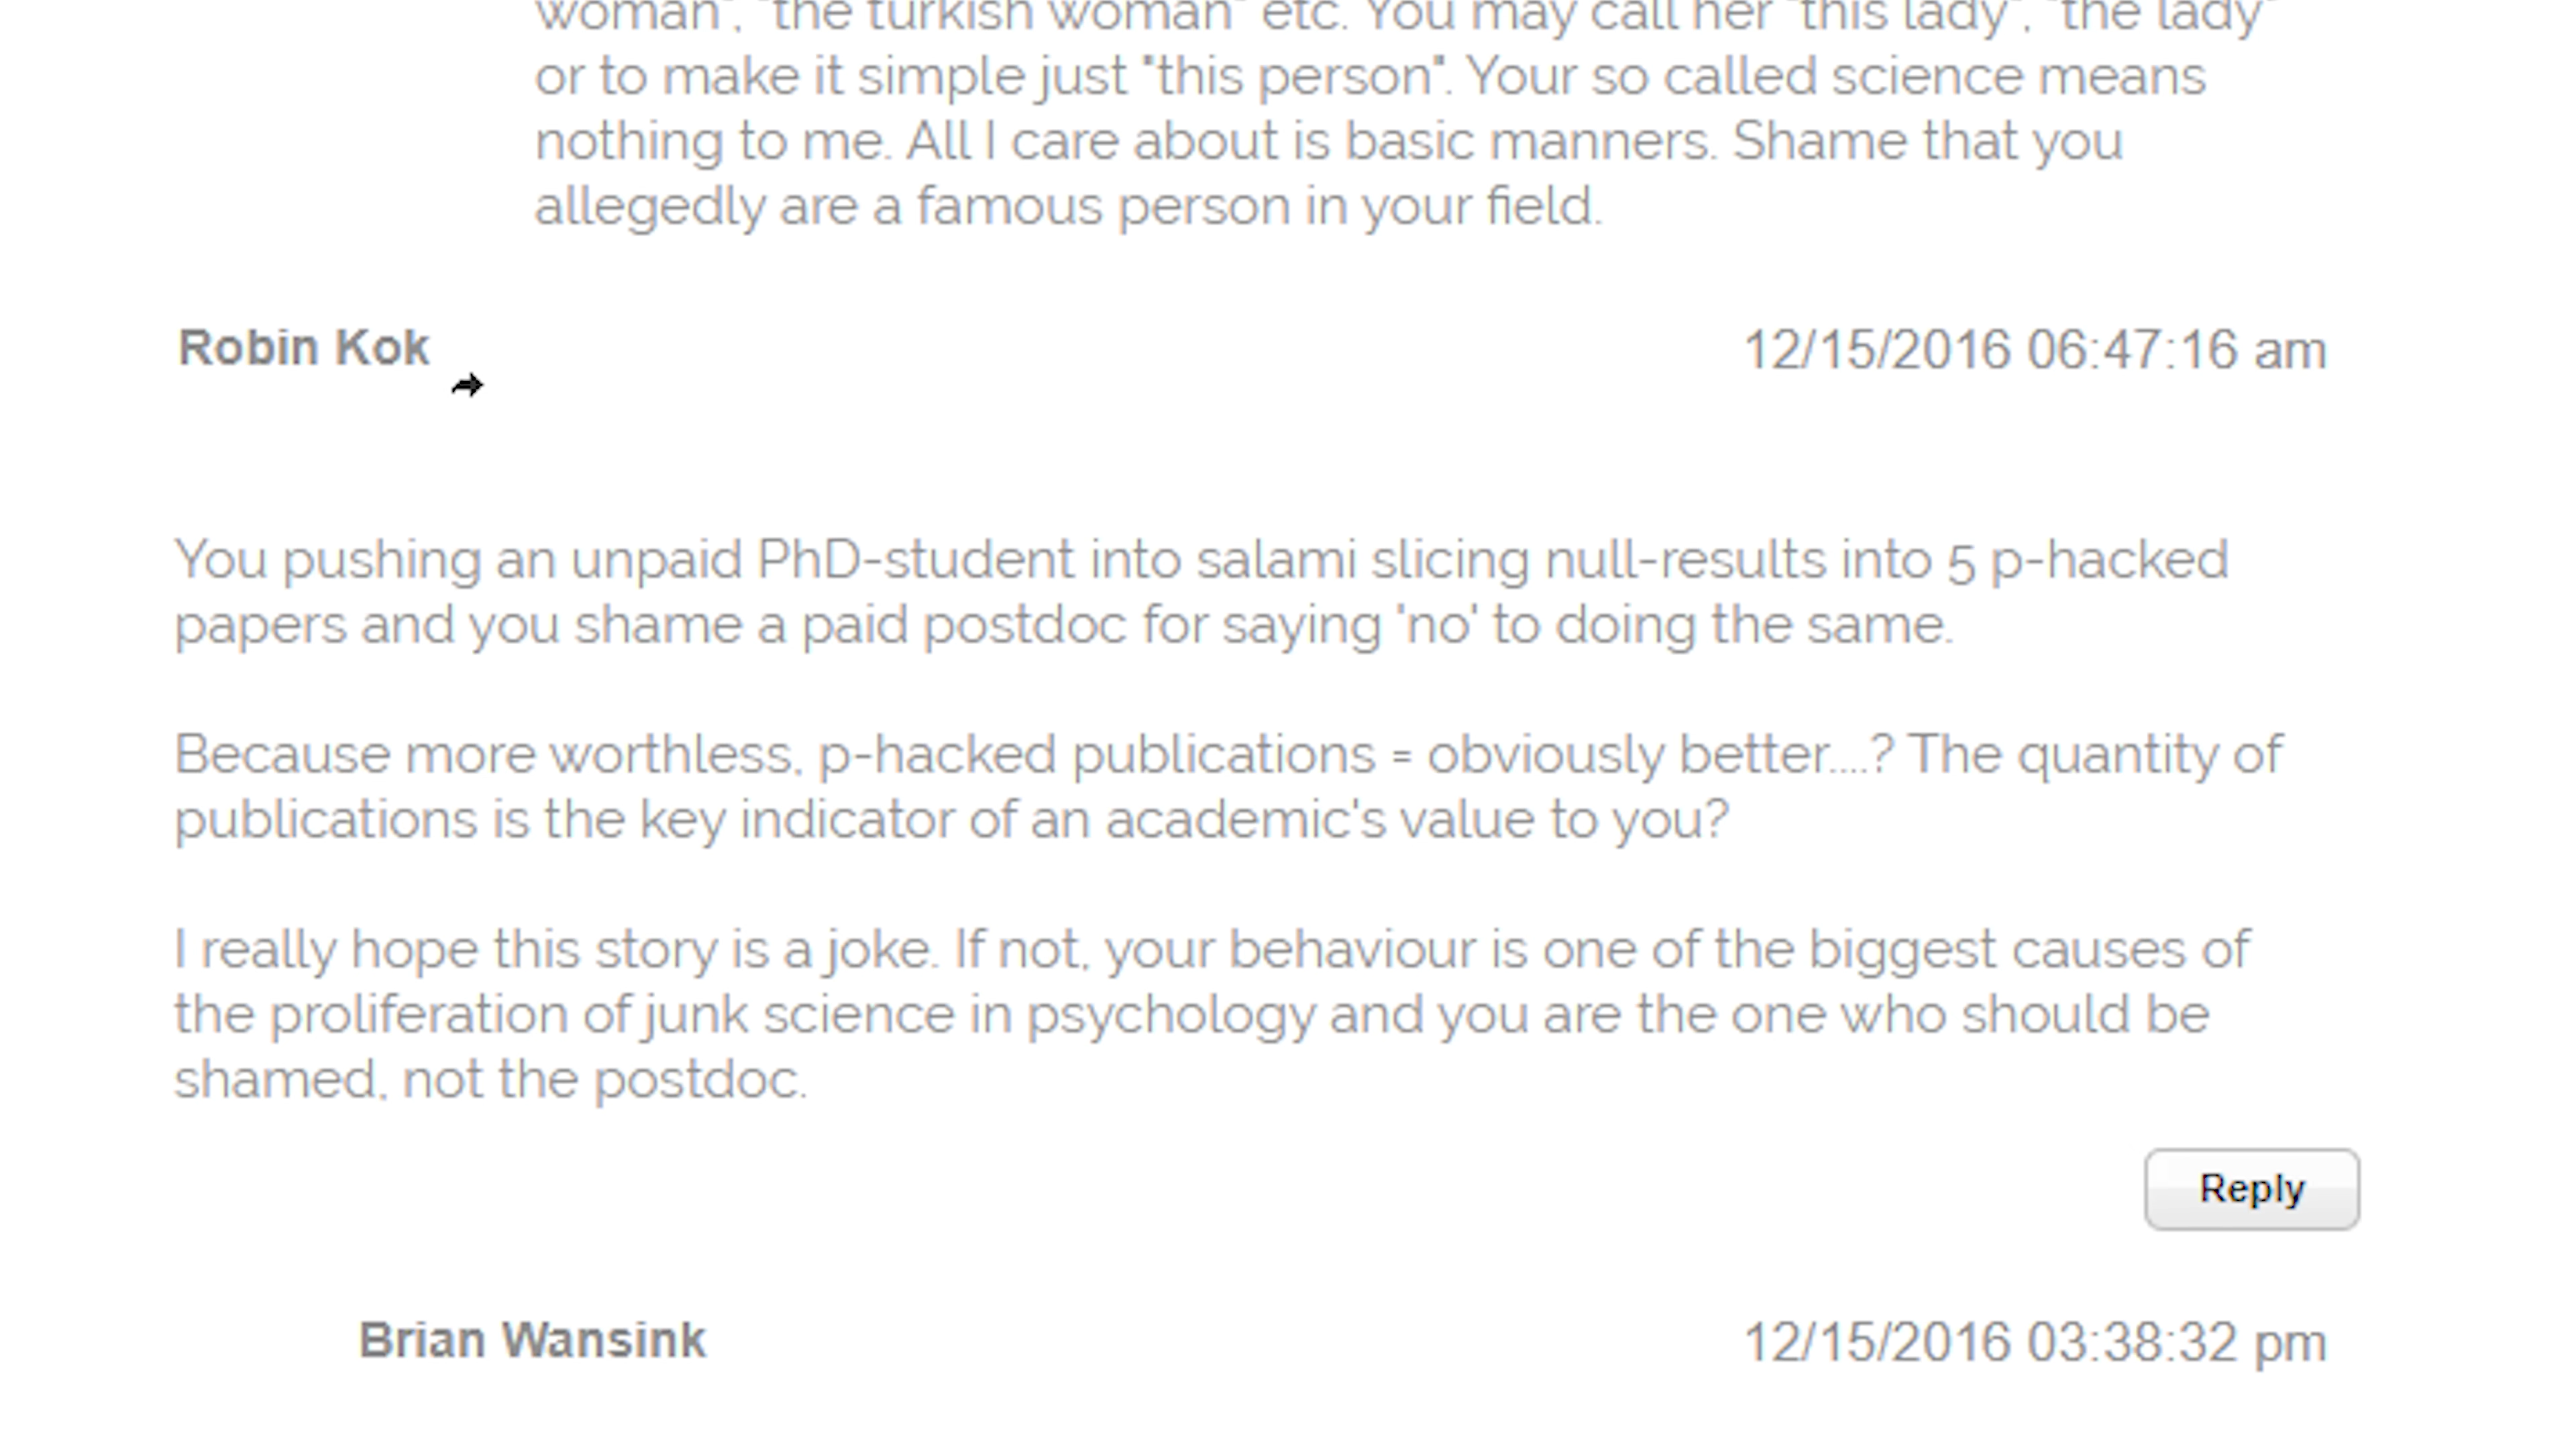 woman", "the turkish woman" etc. You may call her "this lady", "the lady"
or to make it simple just "this person". Your so called science means
nothing to me. All I care about is basic manners. Shame that you
allegedly are a famous person in your field.
Robin Kok
12/15/2016 06:47:16 am
You pushing an unpaid PhD-student into salami slicing null-results into 5 p-hacked
papers and you shame a paid postdoc for saying 'no' to doing the same.
Because more worthless, p-hacked publications = obviously better....? The quantity of
publications is the key indicator of an academic's value to you?
I really hope this story is a joke. If not, your behaviour is one of the biggest causes of
the proliferation of junk science in psychology and you are the one who should be
shamed, not the postdoc.
Reply
Brian Wansink
12/15/2016 03:38:32 pm